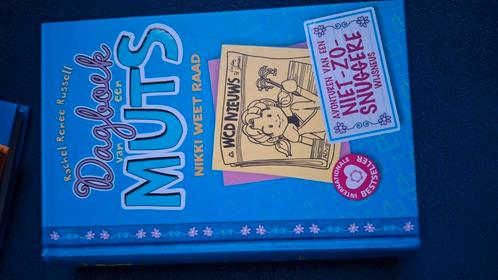 Rachel Renée Russell
Dagboek
van een
MUTS
NIKKI WEET RAAD
WCD NIEUWS
AVONTUREN VAN EEN
NIET-ZO-
SNUGGERE
WIJSNEUS
INTERNATIONALE
BESTSELLER